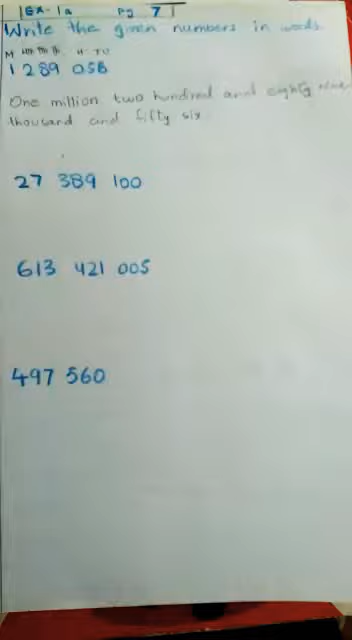 Ex-1a Pg 7
Write the given numbers in words
M HTh TTh Th H TU
1 289 056
One million two hundred and eighty nine
thousand and fifty six.
27 389 100
613 421 005
497 560